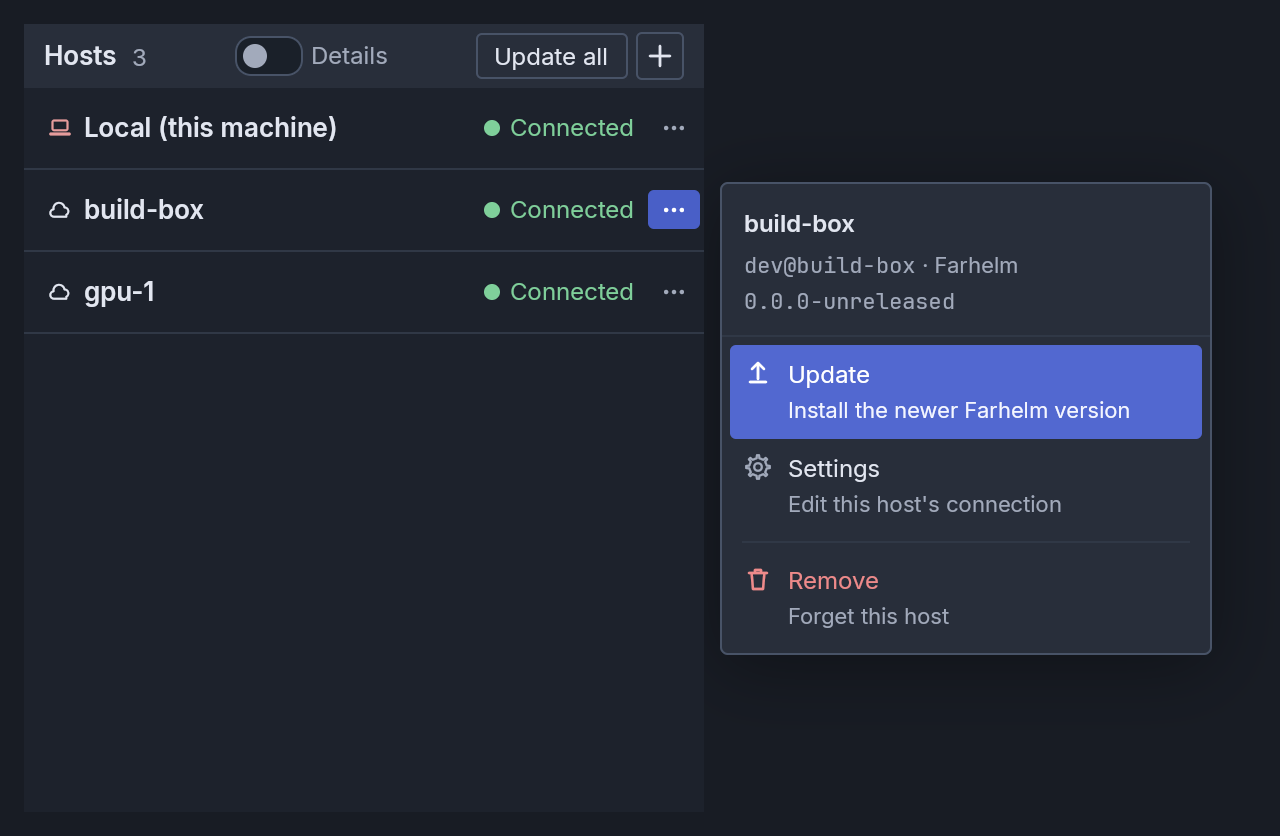 Hosts 3 Details Update all
Local (this machine) Connected
build-box Connected
gpu-1 Connected
build-box
dev@build-box · Farhelm
0.0.0-unreleased
Update
Install the newer Farhelm version
Settings
Edit this host's connection
Remove
Forget this host